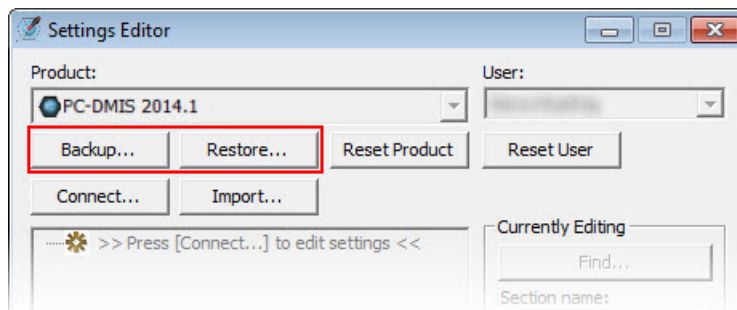 Settings Editor
Product: User:
PC-DMIS 2014.1
Backup... Restore... Reset Product Reset User
Connect... Import...
>> Press [Connect...] to edit settings << Currently Editing
Find...
Section name: